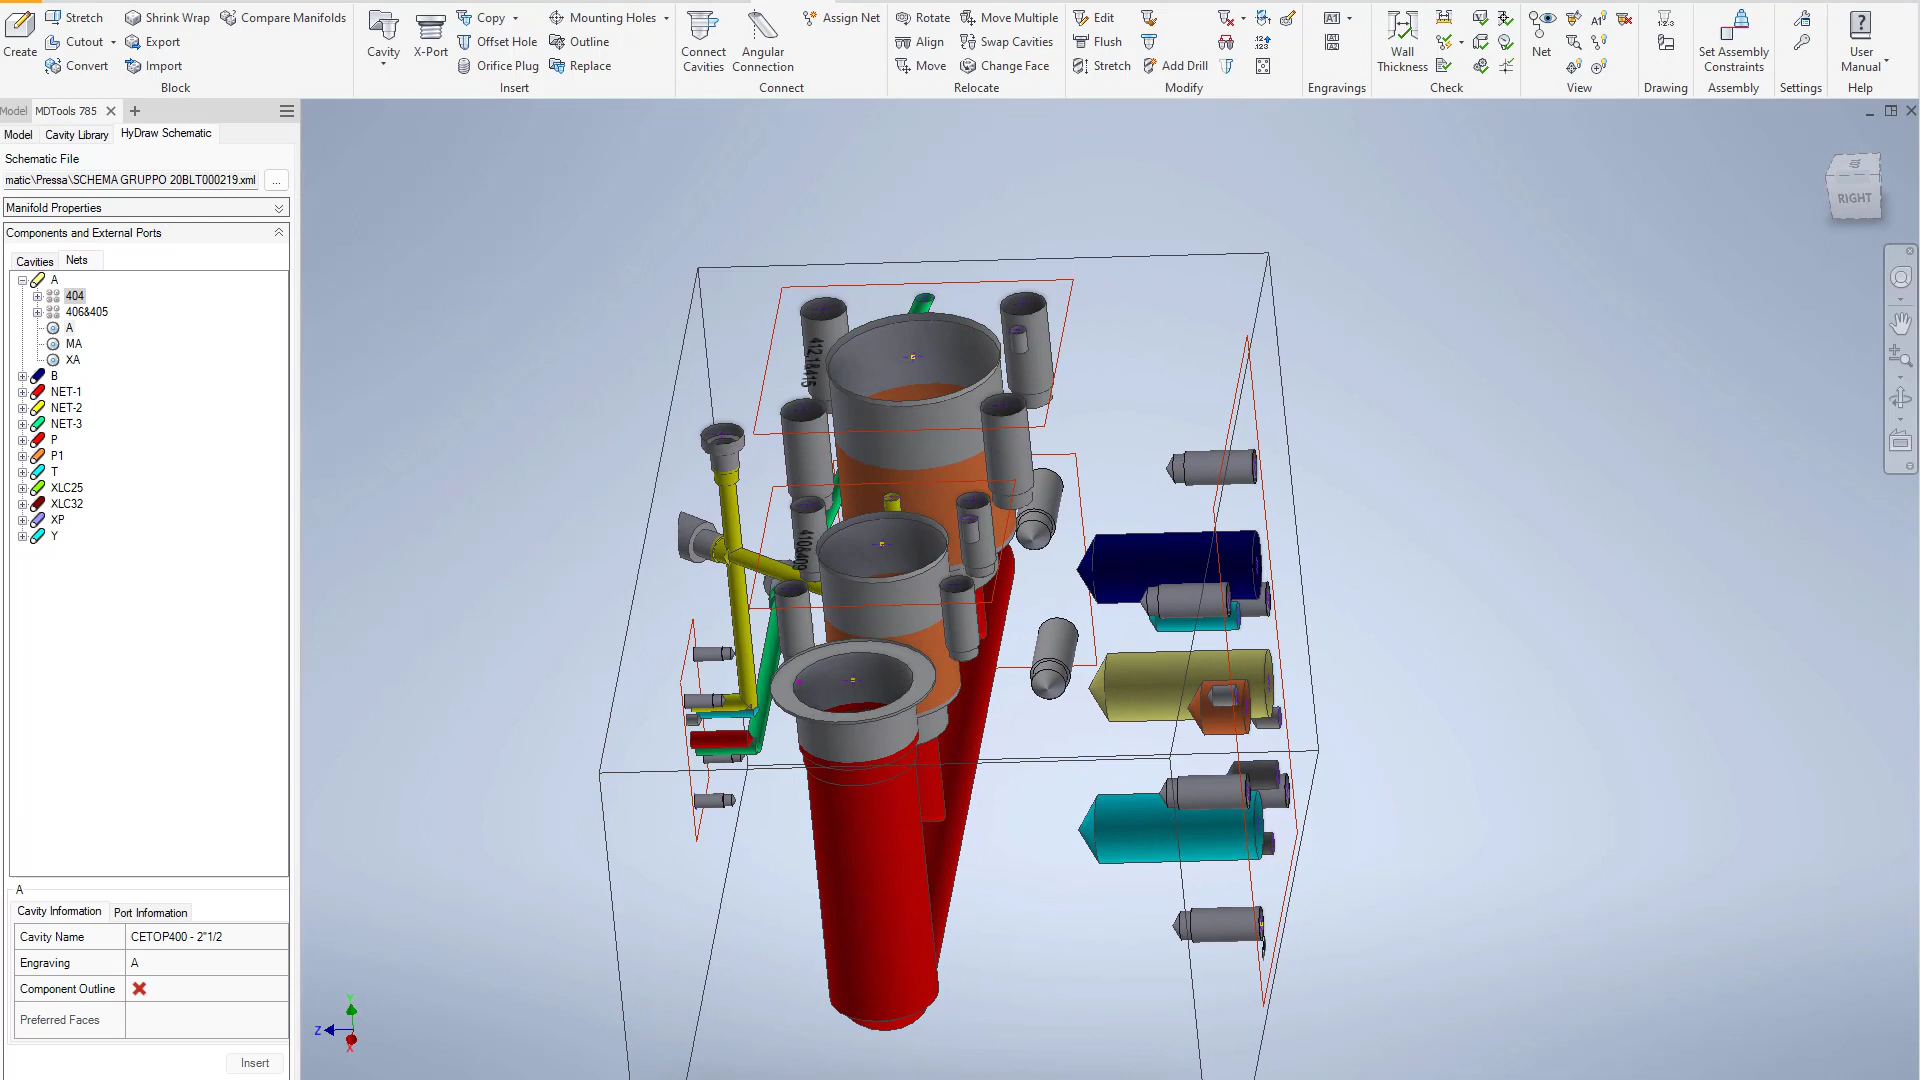 Create
Stretch
Cutout
Convert
Shrink Wrap
Export
Import
Compare Manifolds
Block
Cavity
X-Port
Copy
Offset Hole
Orifice Plug
Mounting Holes
Outline
Replace
Insert
Connect
Cavities
Angular
Connection
Assign Net
Connect
Rotate
Align
Move
Move Multiple
Swap Cavities
Change Face
Relocate
Edit
Flush
Stretch
Add Drill
Modify
Engravings
Wall
Thickness
Check
Net
View
Drawing
Set Assembly
Constraints
Assembly
Settings
User
Manual
Help
Model
MDTools 785
Model
Cavity Library
HyDraw Schematic
Schematic File
matic\Pressa\SCHEMA GRUPPO 20BLT000219.xml
...
Manifold Properties
Components and External Ports
Cavities
Nets
A
404
406&405
A
MA
XA
B
NET-1
NET-2
NET-3
P
P1
T
XLC25
XLC32
XP
Y
A
Cavity Information
Port Information
Cavity Name
CETOP400 - 2"1/2
Engraving
A
Component Outline
Preferred Faces
Insert
410&409
RIGHT
Y
Z
X